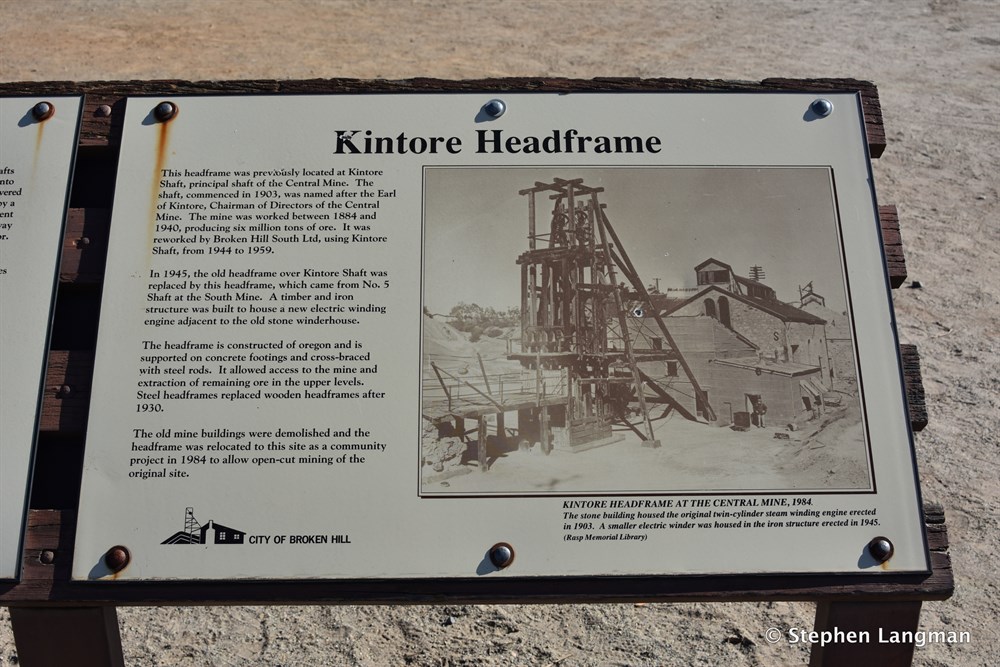 afts
nto
vered
by a
ent
way
or.
es
Kintore Headframe
This headframe was previously located at Kintore
Shaft, principal shaft of the Central Mine. The
shaft, commenced in 1903, was named after the Earl
of Kintore, Chairman of Directors of the Central
Mine. The mine was worked between 1884 and
1940, producing six million tons of ore. It was
reworked by Broken Hill South Ltd, using Kintore
Shaft, from 1944 to 1959.
In 1945, the old headframe over Kintore Shaft was
replaced by this headframe, which came from No. 5
Shaft at the South Mine. A timber and iron
structure was built to house a new electric winding
engine adjacent to the old stone winderhouse.
The headframe is constructed of oregon and is
supported on concrete footings and cross-braced
with steel rods. It allowed access to the mine and
extraction of remaining ore in the upper levels.
Steel headframes replaced wooden headframes after
1930.
The old mine buildings were demolished and the
headframe was relocated to this site as a community
project in 1984 to allow open-cut mining of the
original site.
CITY OF BROKEN HILL
S
KINTORE HEADFRAME AT THE CENTRAL MINE, 1984.
The stone building housed the original twin-cylinder steam winding engine erected
in 1903. A smaller electric winder was housed in the iron structure erected in 1945.
(Rasp Memorial Library)
© Stephen Langman